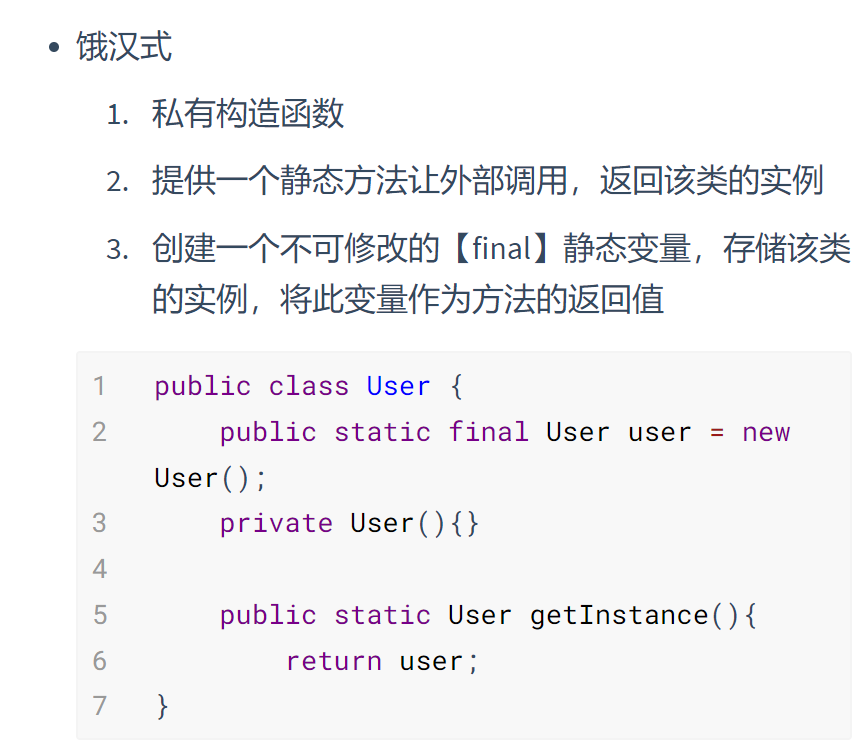 • 饿汉式
1. 私有构造函数
2. 提供一个静态方法让外部调用，返回该类的实例
3. 创建一个不可修改的【final】静态变量，存储该类
的实例，将此变量作为方法的返回值
1 public class User {
2     public static final User user = new
User();
3     private User(){}
4
5     public static User getInstance(){
6         return user;
7 }